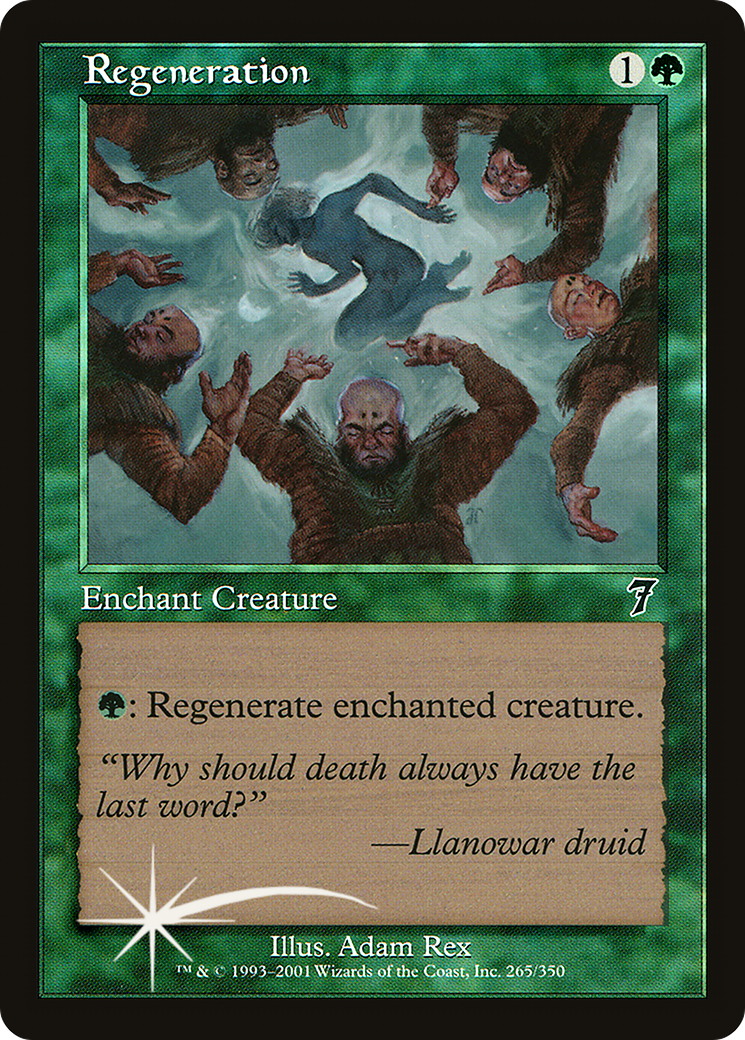 Regeneration 1
Enchant Creature 7
: Regenerate enchanted creature.
“Why should death always have the
last word?”
—Llanowar druid
Illus. Adam Rex
™ & © 1993–2001 Wizards of the Coast, Inc. 265/350